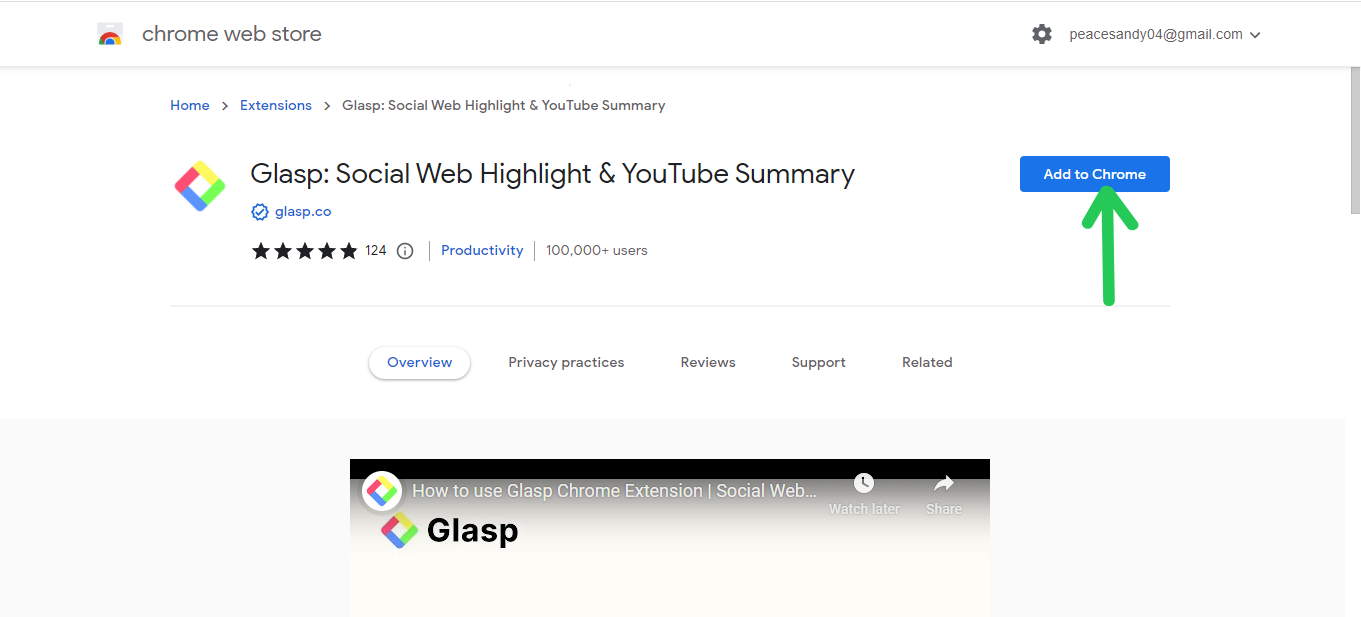 chrome web store
peacesandy04@gmail.com
Home > Extensions > Glasp: Social Web Highlight & YouTube Summary
Glasp: Social Web Highlight & YouTube Summary
Add to Chrome
glasp.co
124 Productivity 100,000+ users
Overview Privacy practices Reviews Support Related
How to use Glasp Chrome Extension | Social Web...
Watch later Share
Glasp